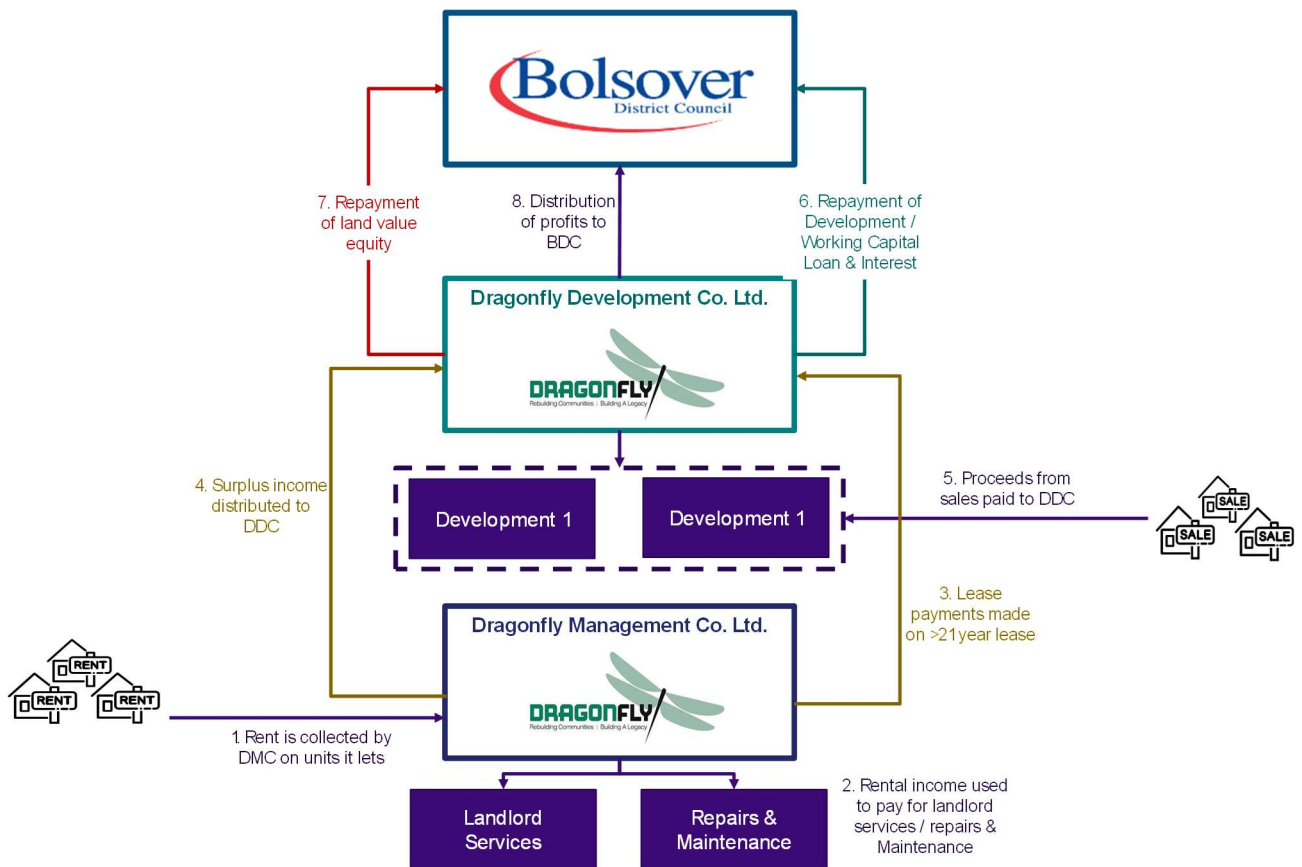 Bolsover
District Council
7. Repayment
of land value
equity
8. Distribution
of profits to
BDC
6. Repayment of
Development /
Working Capital
Loan & Interest
Dragonfly Development Co. Ltd.
DRAGONFLY
Rebuilding Communities | Building A Legacy
4. Surplus income
distributed to
DDC
Development 1
Development 1
5. Proceeds from
sales paid to DDC
SALE
SALE
SALE
3. Lease
payments made
on >21year lease
Dragonfly Management Co. Ltd.
DRAGONFLY
Rebuilding Communities | Building A Legacy
RENT
RENT
RENT
1 Rent is collected by
DMC on units it lets
Landlord
Services
Repairs &
Maintenance
2. Rental income used
to pay for landlord
services / repairs &
Maintenance